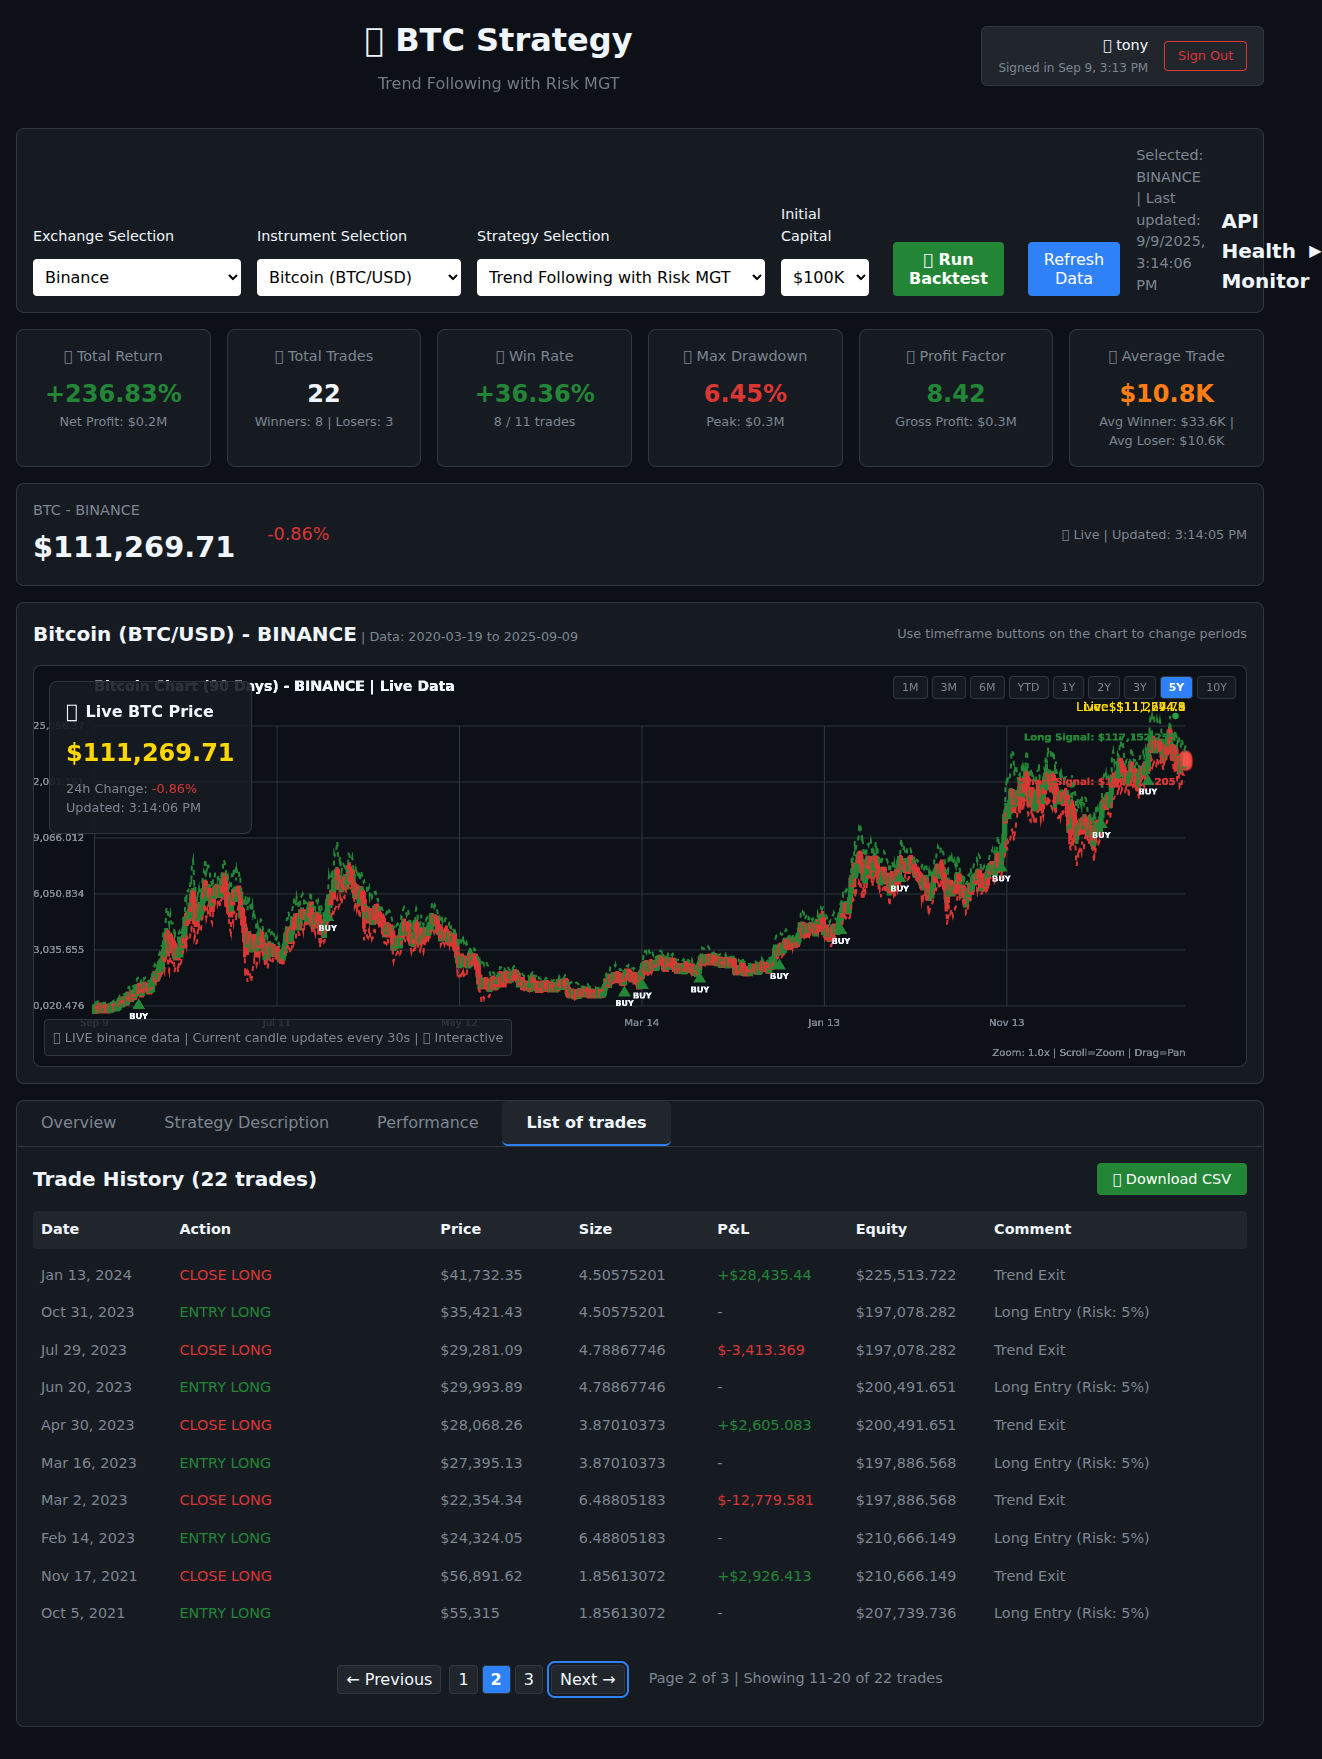 BTC Strategy
Trend Following with Risk MGT
tony
Signed in Sep 9, 3:13 PM
Sign Out
Exchange Selection
Binance
Instrument Selection
Bitcoin (BTC/USD)
Strategy Selection
Trend Following with Risk MGT
Initial
Capital
$100K
Run
Backtest
Refresh
Data
Selected:
BINANCE
| Last
updated:
9/9/2025,
3:14:06
PM
API
Health ▶
Monitor
Total Return
+236.83%
Net Profit: $0.2M
Total Trades
22
Winners: 8 | Losers: 3
Win Rate
+36.36%
8 / 11 trades
Max Drawdown
6.45%
Peak: $0.3M
Profit Factor
8.42
Gross Profit: $0.3M
Average Trade
$10.8K
Avg Winner: $33.6K |
Avg Loser: $10.6K
BTC - BINANCE
$111,269.71
-0.86%
Live | Updated: 3:14:05 PM
Bitcoin (BTC/USD) - BINANCE | Data: 2020-03-19 to 2025-09-09
Use timeframe buttons on the chart to change periods
Bitcoin Chart (90 Days) - BINANCE | Live Data
1M 3M 6M YTD 1Y 2Y 3Y 5Y 10Y
Live BTC Price
$111,269.71
24h Change: -0.86%
Updated: 3:14:06 PM
Long Signal: $117,152
Signal:
9,066.012
6,050.834
3,035.655
0,020.476
BUY
BUY
BUY
BUY
BUY
BUY
BUY
BUY
BUY
BUY
BUY
Sep 9
Jul 11
May 12
Mar 14
Jan 13
Nov 13
LIVE binance data | Current candle updates every 30s | Interactive
Zoom: 1.0x | Scroll=Zoom | Drag=Pan
Overview Strategy Description Performance List of trades
Trade History (22 trades)
Download CSV
Date Action Price Size P&L Equity Comment
Jan 13, 2024 CLOSE LONG $41,732.35 4.50575201 +$28,435.44 $225,513.722 Trend Exit
Oct 31, 2023 ENTRY LONG $35,421.43 4.50575201 - $197,078.282 Long Entry (Risk: 5%)
Jul 29, 2023 CLOSE LONG $29,281.09 4.78867746 $-3,413.369 $197,078.282 Trend Exit
Jun 20, 2023 ENTRY LONG $29,993.89 4.78867746 - $200,491.651 Long Entry (Risk: 5%)
Apr 30, 2023 CLOSE LONG $28,068.26 3.87010373 +$2,605.083 $200,491.651 Trend Exit
Mar 16, 2023 ENTRY LONG $27,395.13 3.87010373 - $197,886.568 Long Entry (Risk: 5%)
Mar 2, 2023 CLOSE LONG $22,354.34 6.48805183 $-12,779.581 $197,886.568 Trend Exit
Feb 14, 2023 ENTRY LONG $24,324.05 6.48805183 - $210,666.149 Long Entry (Risk: 5%)
Nov 17, 2021 CLOSE LONG $56,891.62 1.85613072 +$2,926.413 $210,666.149 Trend Exit
Oct 5, 2021 ENTRY LONG $55,315 1.85613072 - $207,739.736 Long Entry (Risk: 5%)
← Previous 1 2 3 Next → Page 2 of 3 | Showing 11-20 of 22 trades